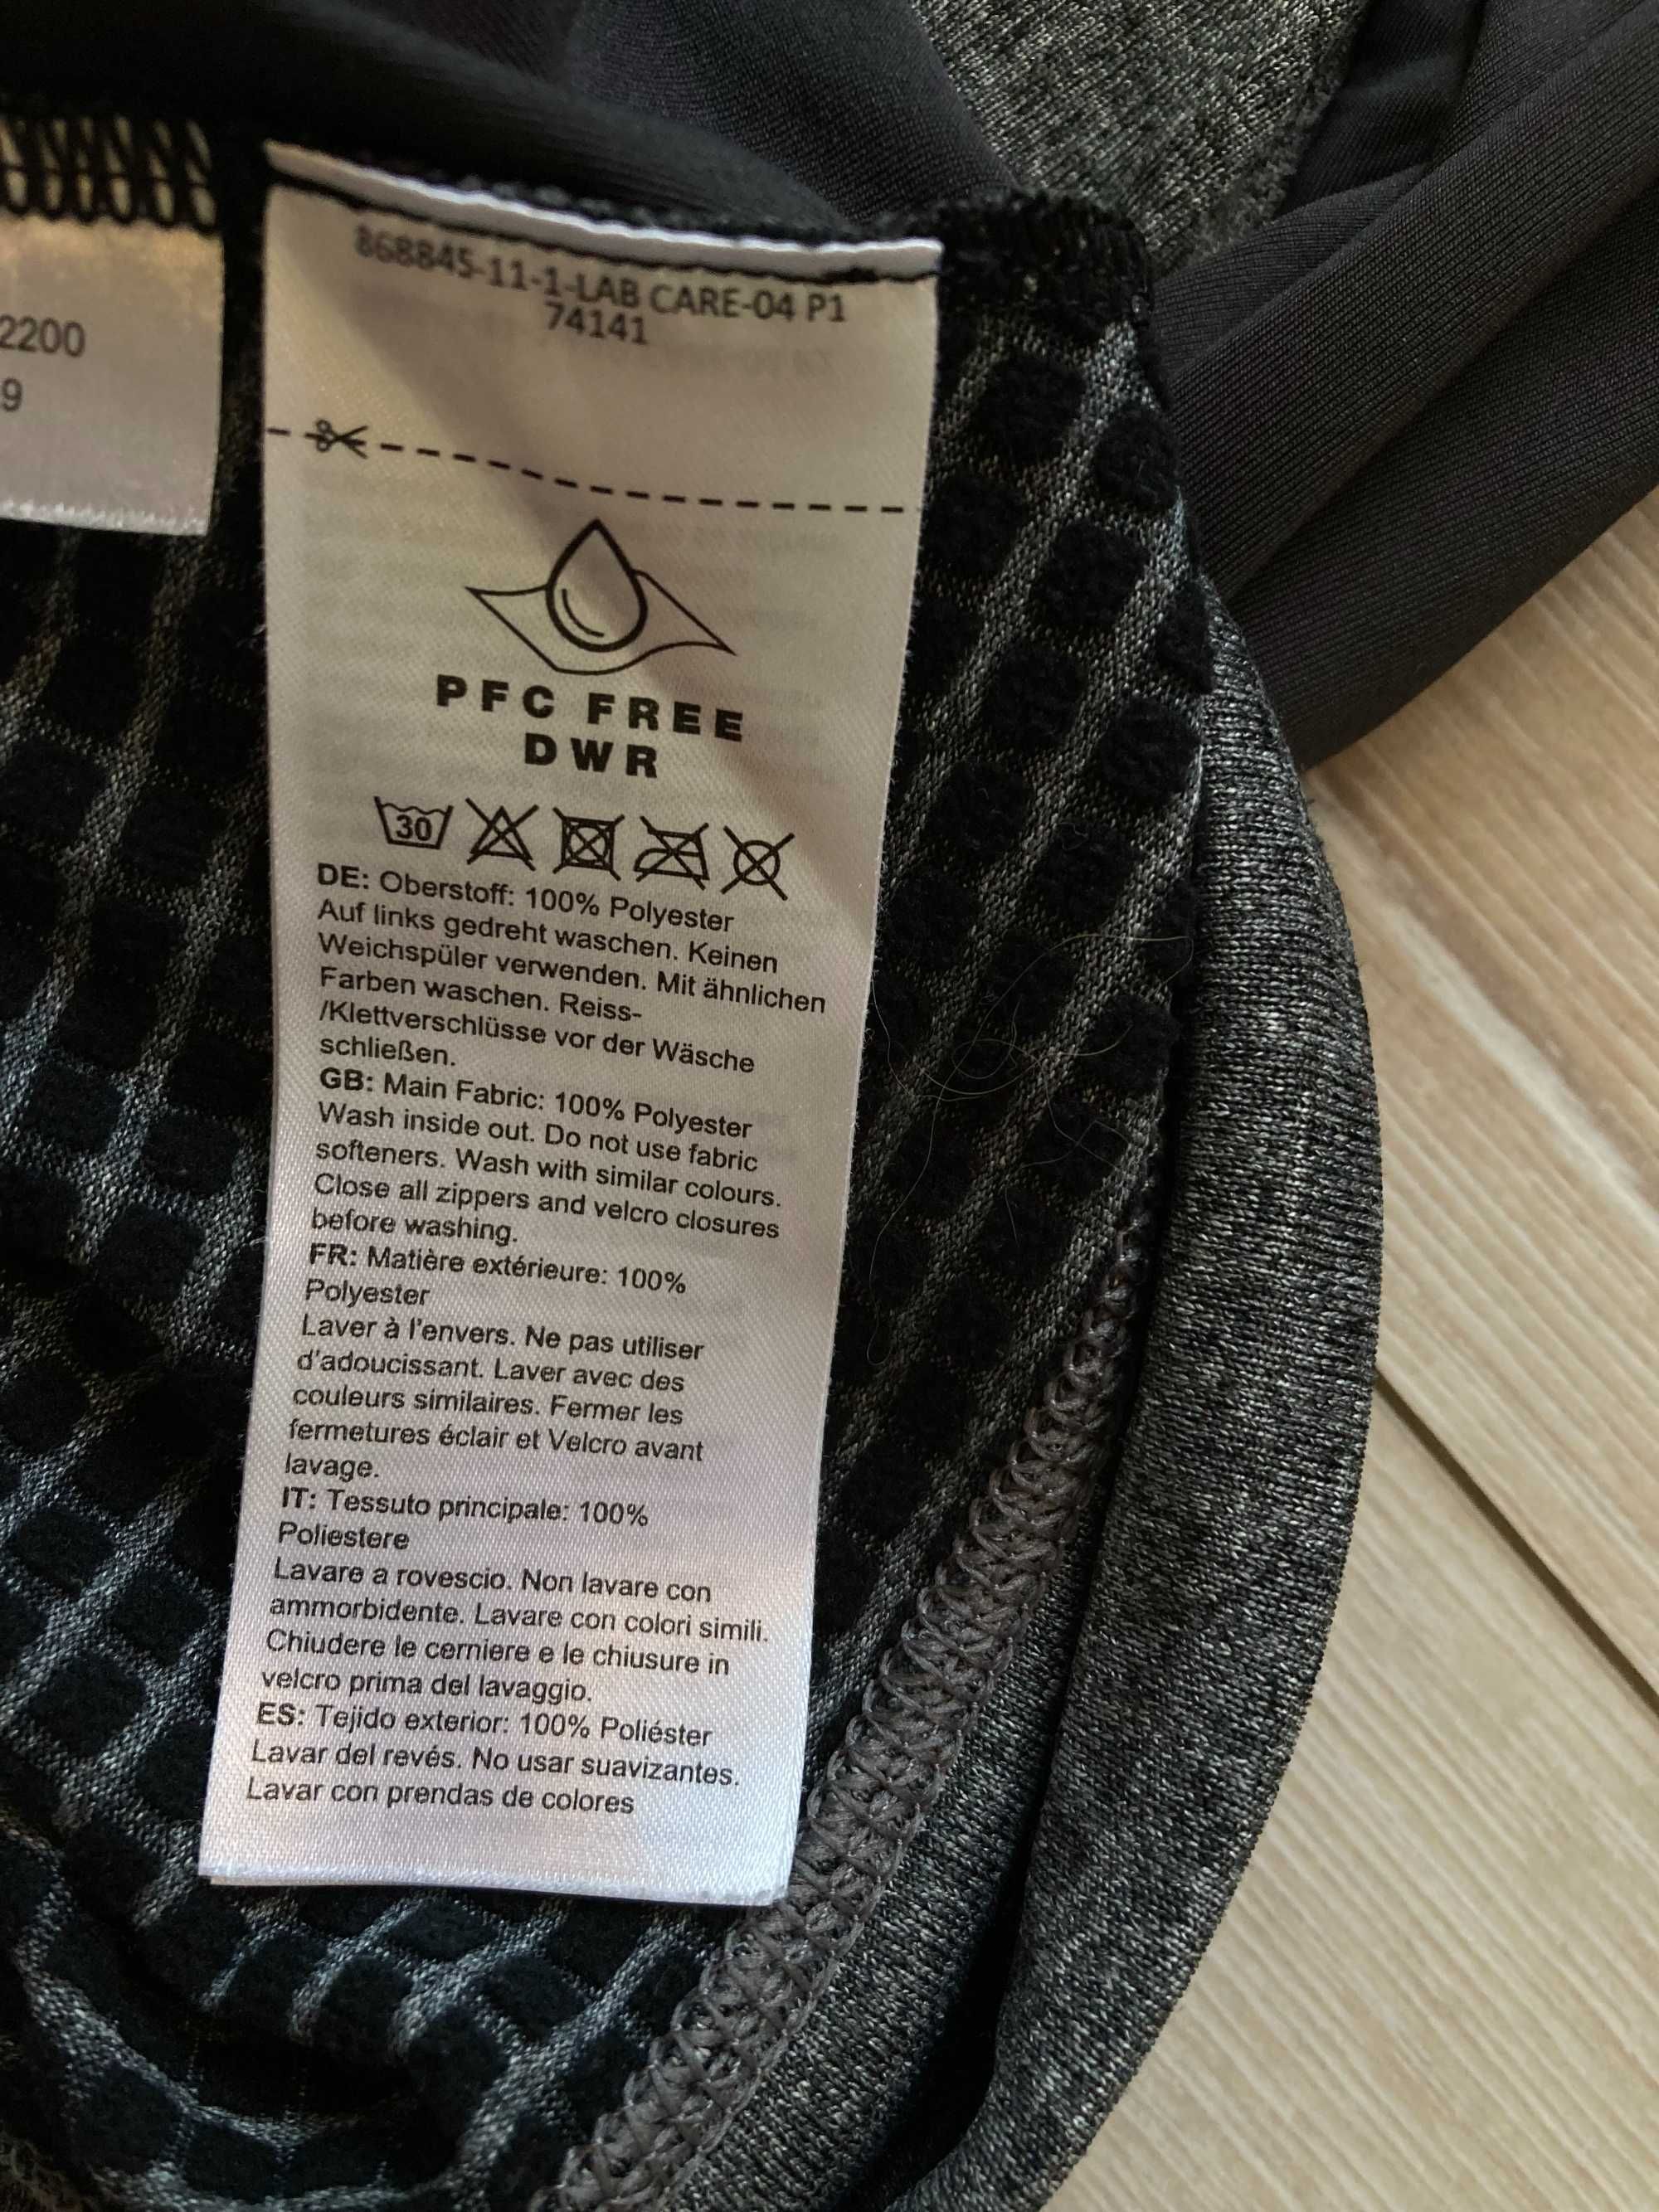 2200
9
868845-11-1-LAB CARE-04 P1
74141
PFC FREE
DWR
30
DE: Oberstoff: 100% Polyester
Auf links gedreht waschen. Keinen
Weichspüler verwenden. Mit ähnlichen
Farben waschen. Reiss-
/Klettverschlüsse vor der Wäsche
schließen.
GB: Main Fabric: 100% Polyester
Wash inside out. Do not use fabric
softeners. Wash with similar colours.
Close all zippers and velcro closures
before washing.
FR: Matière extérieure: 100%
Polyester
Laver à l'envers. Ne pas utiliser
d'adoucissant. Laver avec des
couleurs similaires. Fermer les
fermetures éclair et Velcro avant
lavage.
IT: Tessuto principale: 100%
Poliestere
Lavare a rovescio. Non lavare con
ammorbidente. Lavare con colori simili.
Chiudere le cerniere e le chiusure in
velcro prima del lavaggio.
ES: Tejido exterior: 100% Poliéster
Lavar del revés. No usar suavizantes.
Lavar con prendas de colores